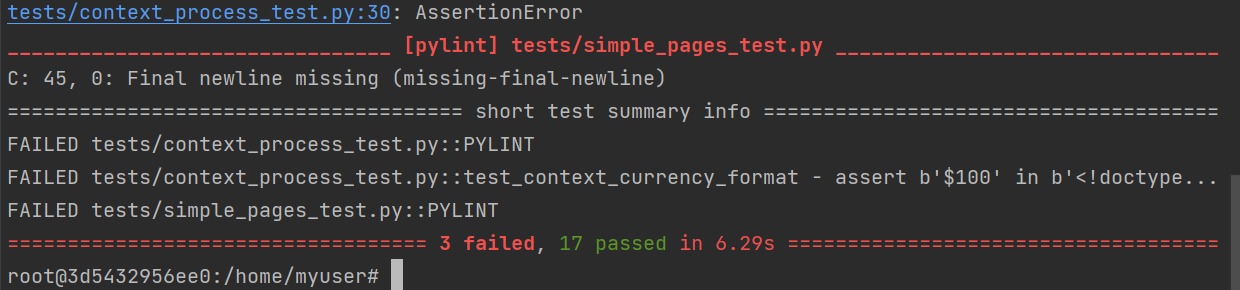 tests/context_process_test.py:30: AssertionError
________________________________ [pylint] tests/simple_pages_test.py ________________________________
C: 45, 0: Final newline missing (missing-final-newline)
====================================== short test summary info ======================================
FAILED tests/context_process_test.py::PYLINT
FAILED tests/context_process_test.py::test_context_currency_format - assert b'$100' in b'<!doctype...
FAILED tests/simple_pages_test.py::PYLINT
=================================== 3 failed, 17 passed in 6.29s ====================================
root@3d5432956ee0:/home/myuser#